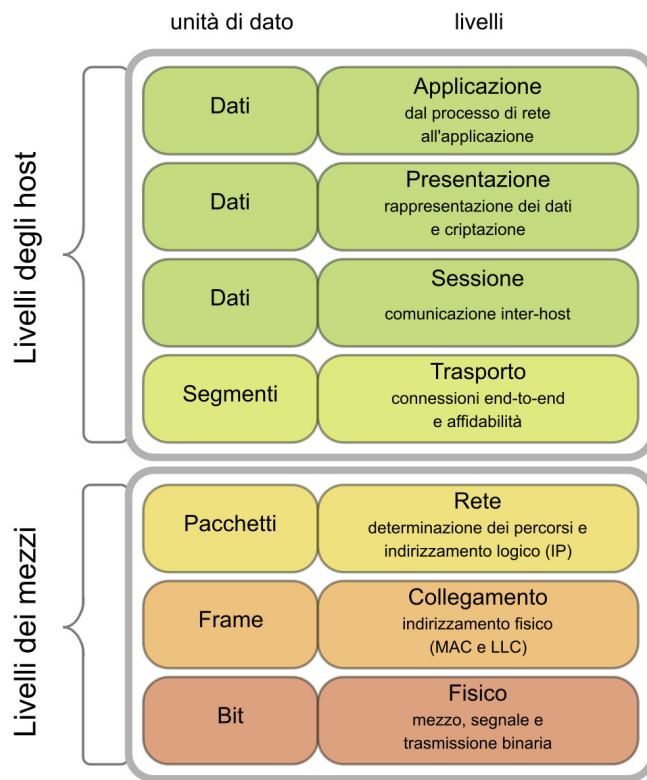 unità di dato
livelli
Livelli degli host
Dati
Applicazione
dal processo di rete
all'applicazione
Dati
Presentazione
rappresentazione dei dati
e criptazione
Dati
Sessione
comunicazione inter-host
Segmenti
Trasporto
connessioni end-to-end
e affidabilità
Livelli dei mezzi
Pacchetti
Rete
determinazione dei percorsi e
indirizzamento logico (IP)
Frame
Collegamento
indirizzamento fisico
(MAC e LLC)
Bit
Fisico
mezzo, segnale e
trasmissione binaria